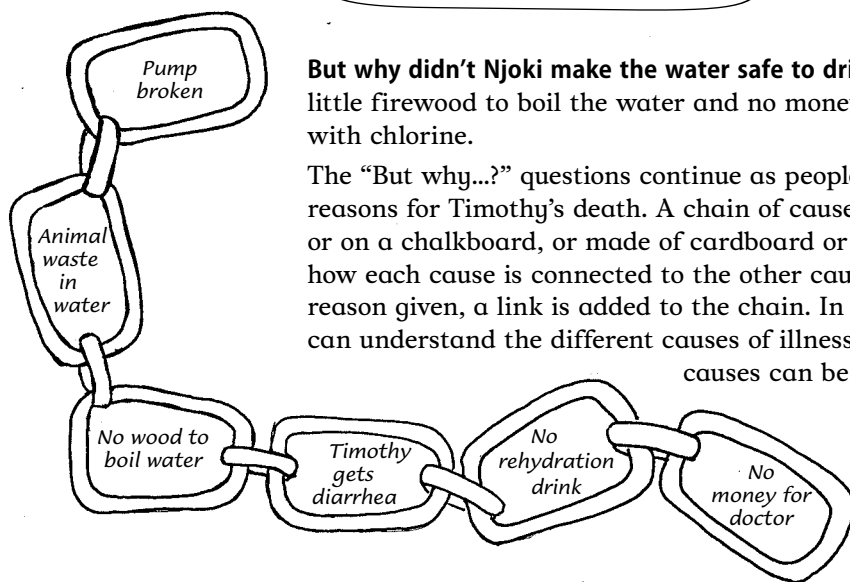 Pump
broken
But why didn't Njoki make the water safe to
little firewood to boil the water and no money
with chlorine.
The "But why...?" questions continue as people
reasons for Timothy's death. A chain of cause
or on a chalkboard, or made of cardboard or
how each cause is connected to the other
reason given, a link is added to the chain. In
can understand the different causes of illness
causes can be
Animal
waste
in
water
No wood to
boil water
Timothy
gets
diarrhea
No
rehydration
drink
No
money for
doctor